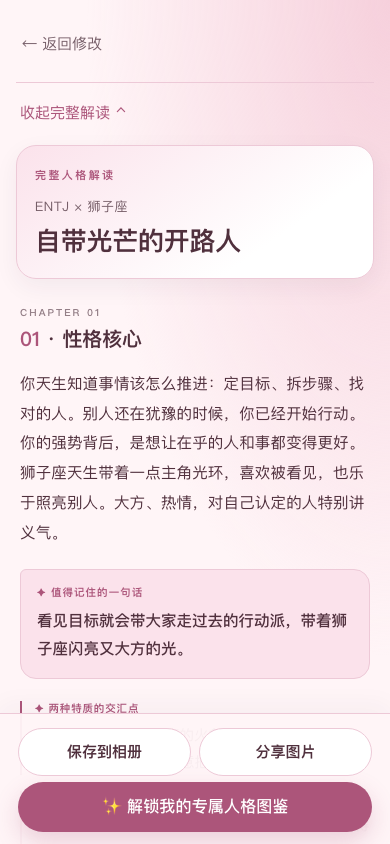 ← 返回修改
收起完整解读 ^
完整人格解读
ENTJ × 狮子座
自带光芒的开路人
CHAPTER 01
01 · 性格核心
你天生知道事情该怎么推进：定目标、拆步骤、找
对的人。别人还在犹豫的时候，你已经开始行动。
你的强势背后，是想让在乎的人和事都变得更好。
狮子座天生带着一点主角光环，喜欢被看见，也乐
于照亮别人。大方、热情，对自己认定的人特别讲
义气。
✦ 值得记住的一句话
看见目标就会带大家走过去的行动派，带着狮
子座闪亮又大方的光。
✦ 两种特质的交汇点
保存到相册
分享图片
✨ 解锁我的专属人格图鉴